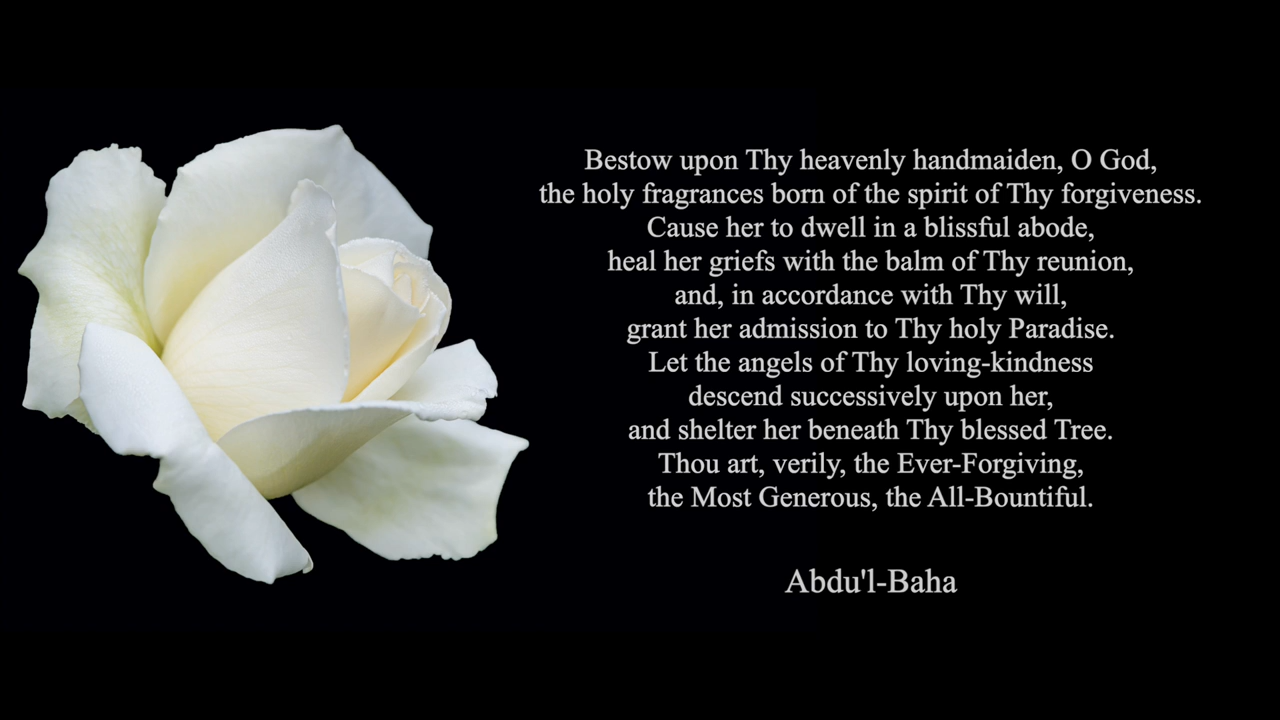 Bestow upon Thy heavenly handmaiden, O God,
the holy fragrances born of the spirit of Thy forgiveness.
Cause her to dwell in a blissful abode,
heal her griefs with the balm of Thy reunion,
and, in accordance with Thy will,
grant her admission to Thy holy Paradise.
Let the angels of Thy loving-kindness
descend successively upon her,
and shelter her beneath Thy blessed Tree.
Thou art, verily, the Ever-Forgiving,
the Most Generous, the All-Bountiful.
Abdu'l-Baha